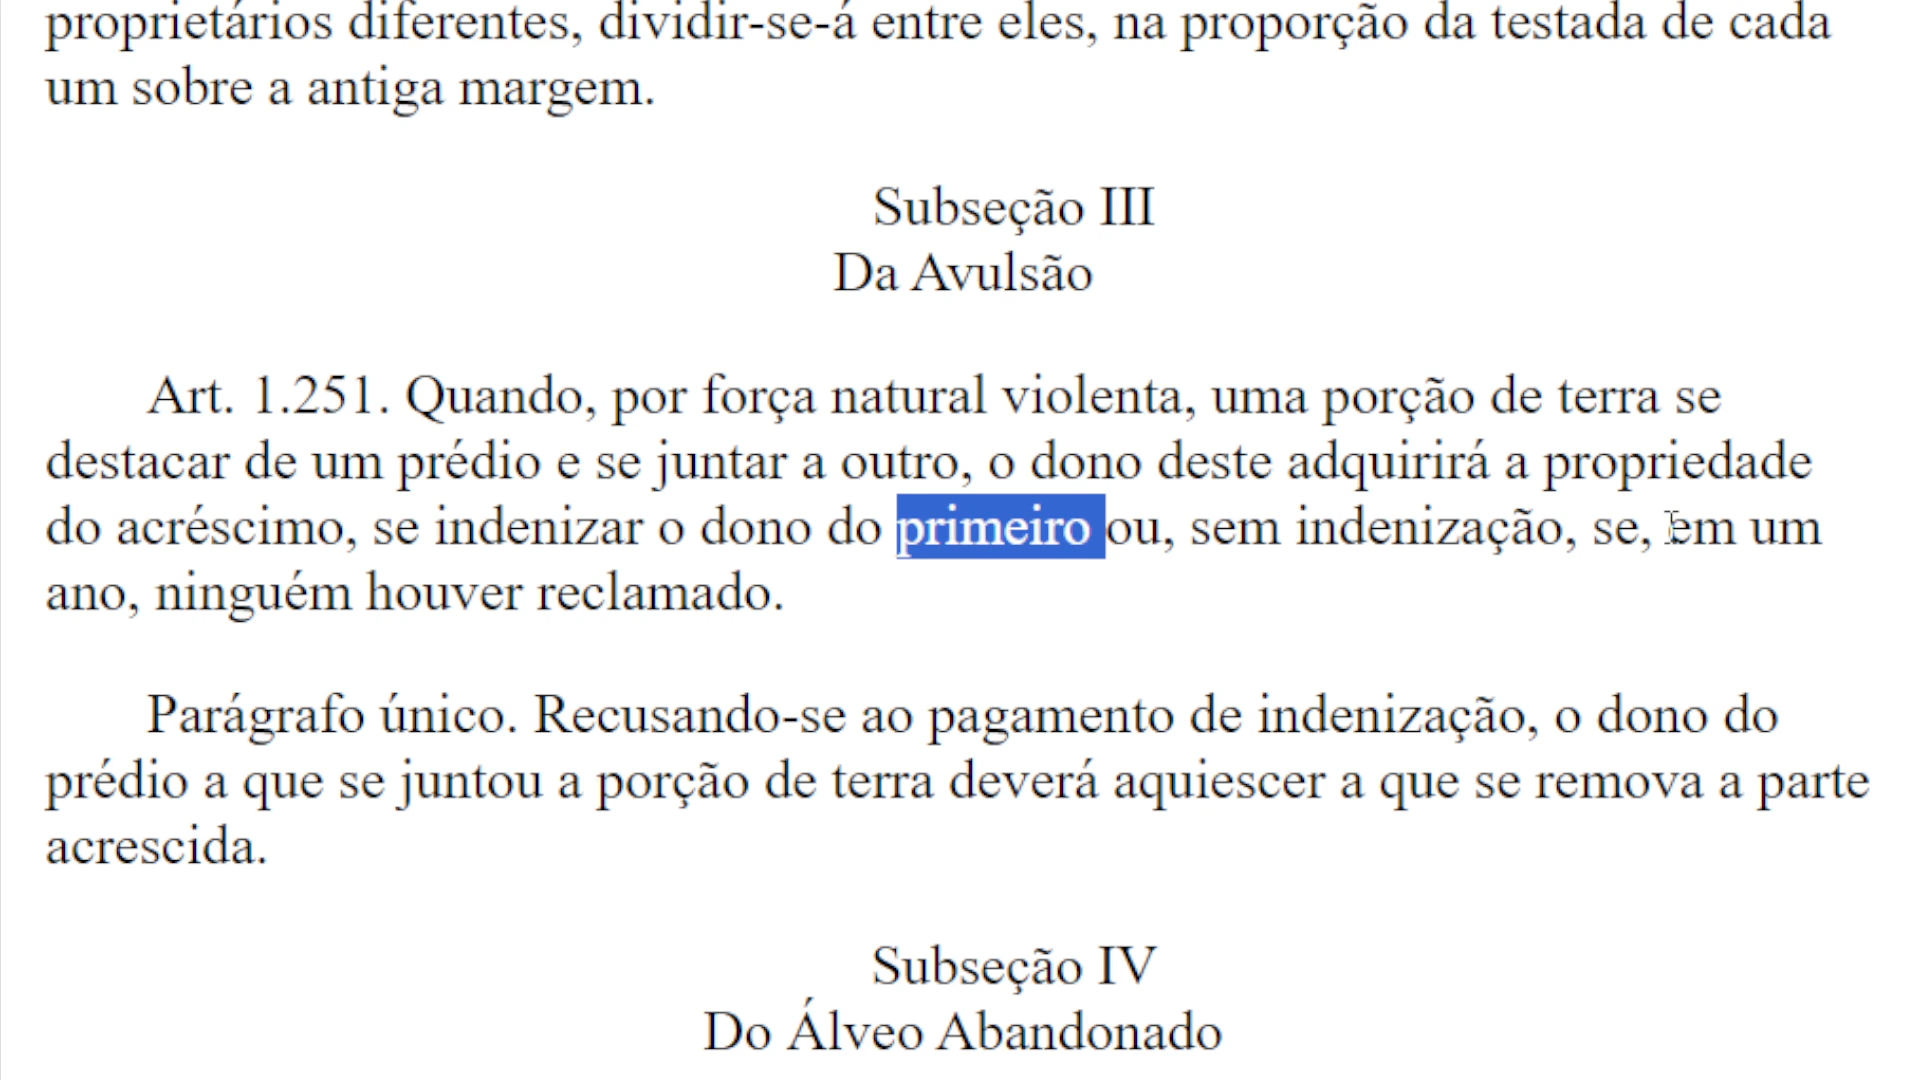 proprietários diferentes, dividir-se-á entre eles, na proporção da testada de cada
um sobre a antiga margem.
Subseção III
Da Avulsão
Art. 1.251. Quando, por força natural violenta, uma porção de terra se
destacar de um prédio e se juntar a outro, o dono deste adquirirá a propriedade
do acréscimo, se indenizar o dono do primeiro ou, sem indenização, se, em um
ano, ninguém houver reclamado.
Parágrafo único. Recusando-se ao pagamento de indenização, o dono do
prédio a que se juntou a porção de terra deverá aquiescer a que se remova a parte
acrescida.
Subseção IV
Do Álveo Abandonado